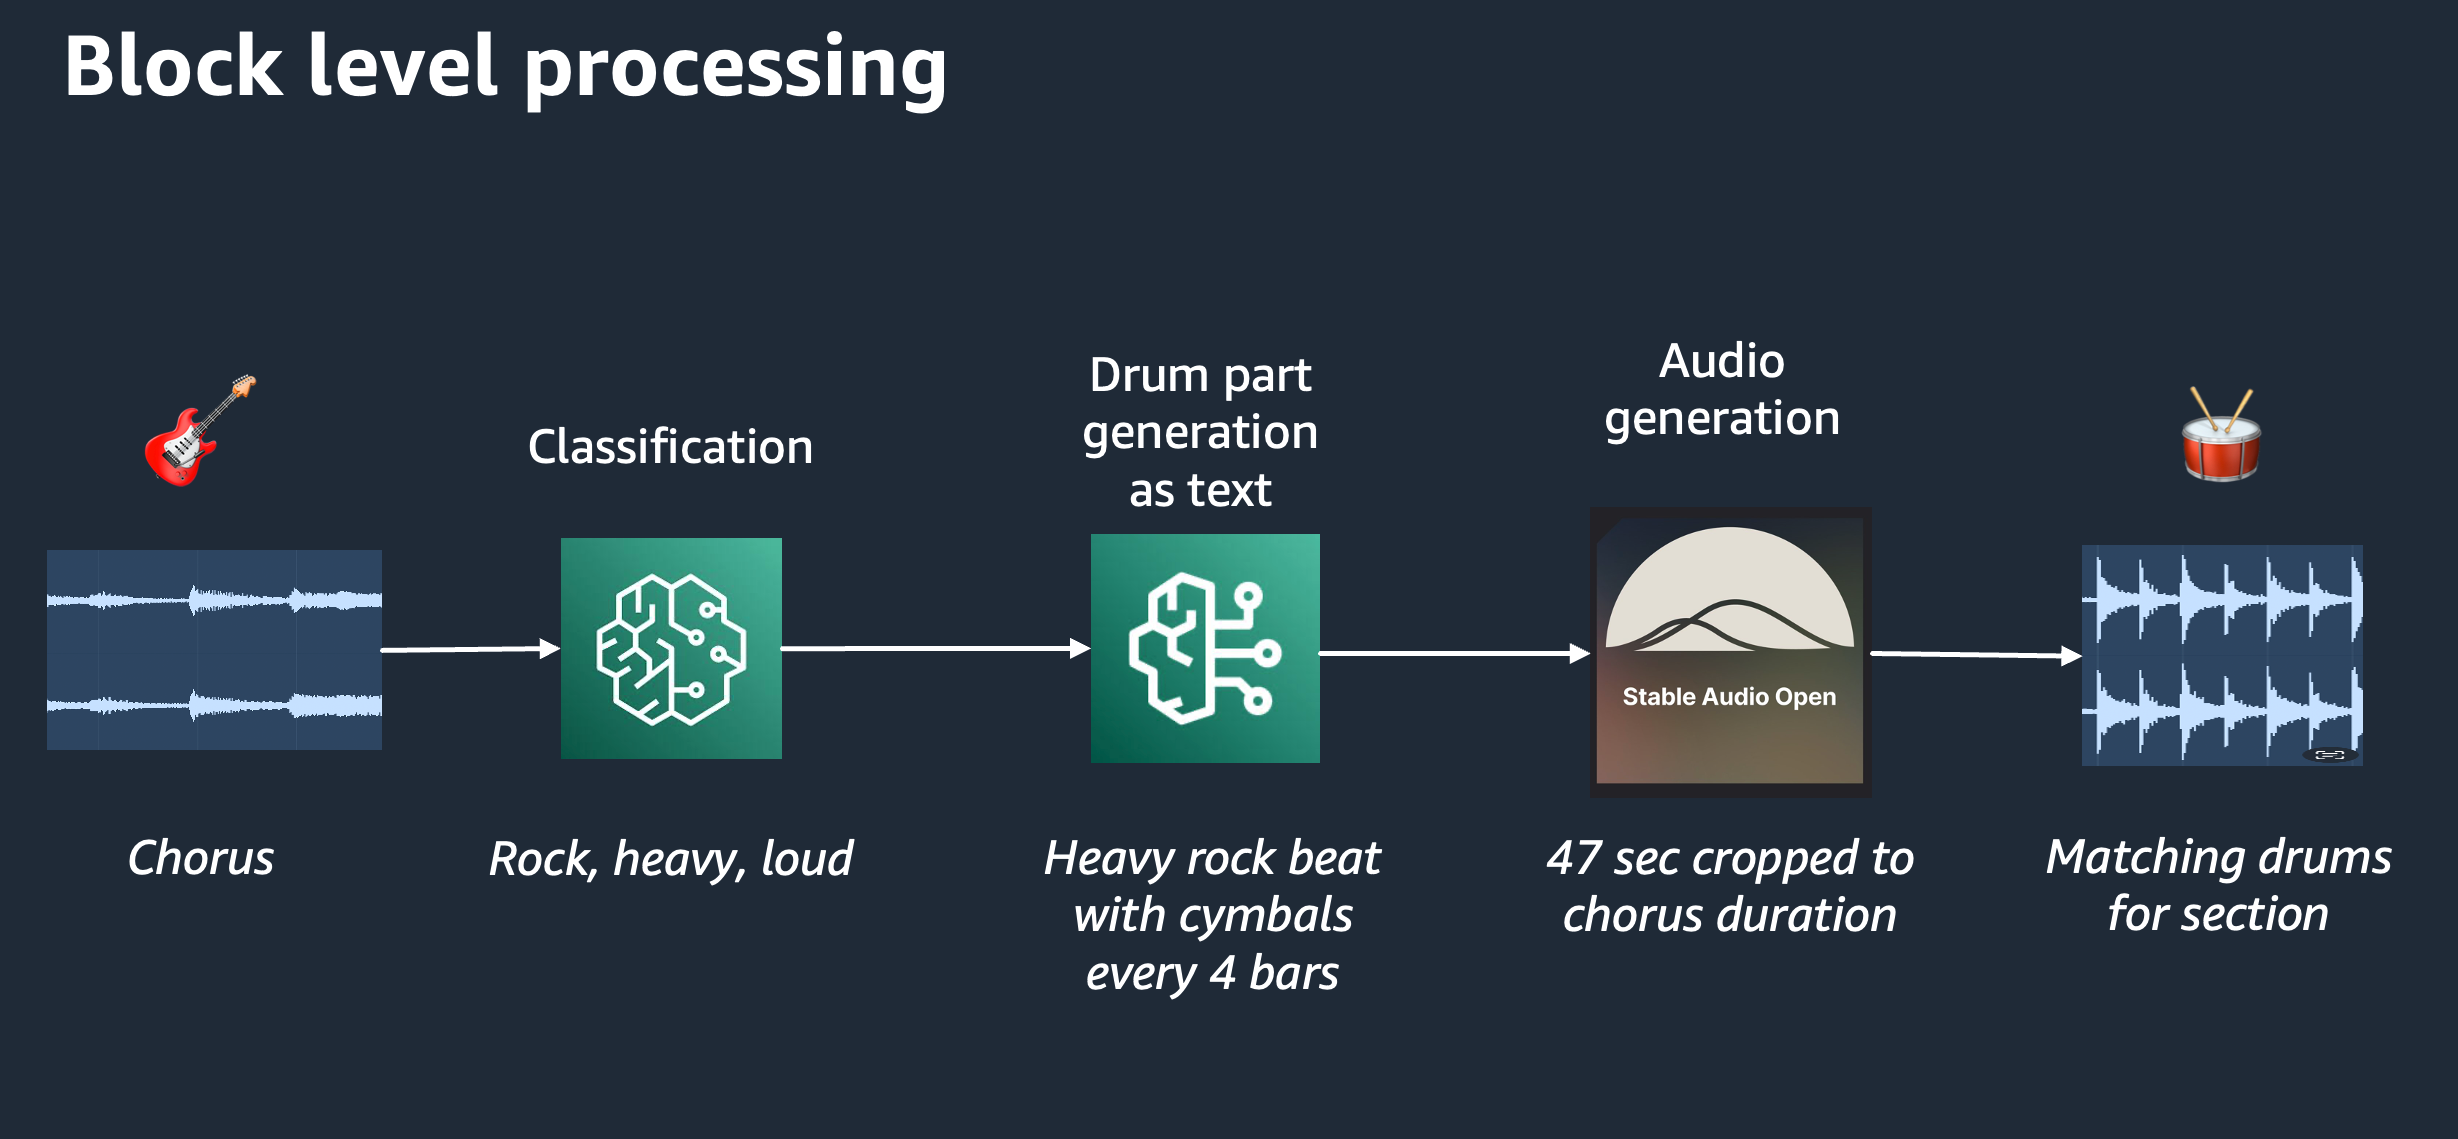 Block level processing
Classification
Drum part
generation
as text
Audio
generation
Stable Audio Open
Chorus
Rock, heavy, loud
Heavy rock beat
with cymbals
every 4 bars
47 sec cropped to
chorus duration
Matching drums
for section